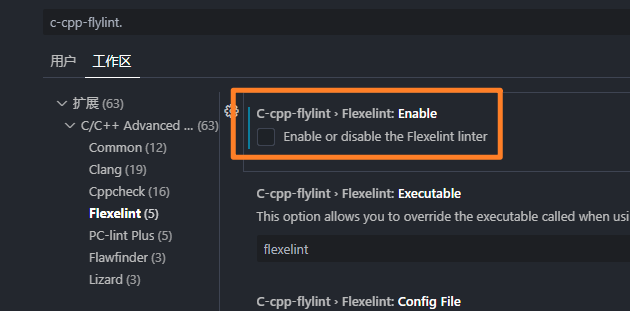 c-cpp-flylint.
用户 工作区
扩展 (63)
C/C++ Advanced ... (63)
Common (12)
Clang (19)
Cppcheck (16)
Flexelint (5)
PC-lint Plus (5)
Flawfinder (3)
Lizard (3)
C-cpp-flylint › Flexelint: Enable
Enable or disable the Flexelint linter
C-cpp-flylint › Flexelint: Executable
This option allows you to override the executable called when usi
flexelint
C-cpp-flylint › Flexelint: Config File